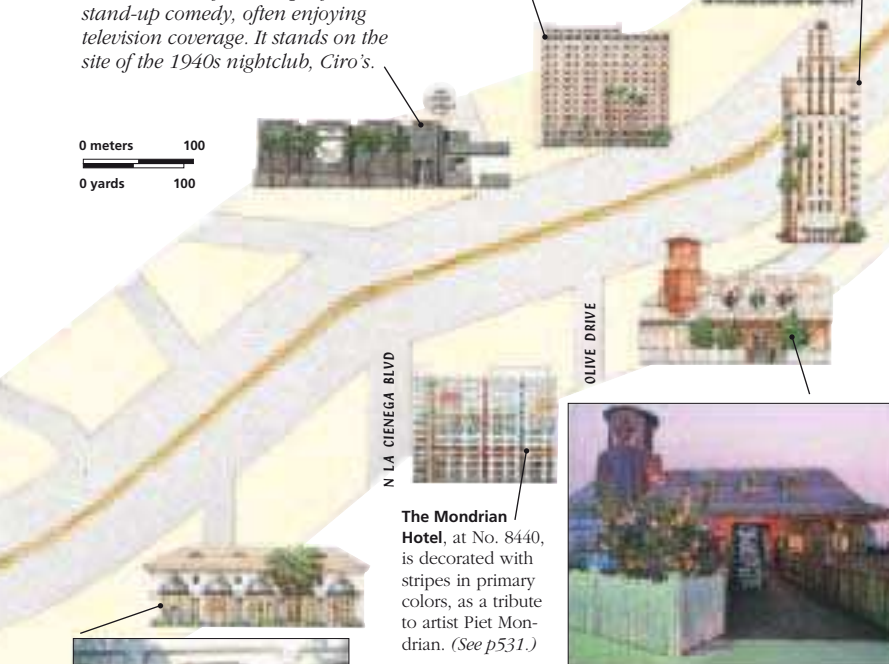 stand-up comedy, often enjoying
television coverage. It stands on the
site of the 1940s nightclub, Ciro's.
0 meters 100
0 yards 100
OLIVE DRIVE
N LA CIENEGA BLVD
The Mondrian
Hotel, at No. 8440,
is decorated with
stripes in primary
colors, as a tribute
to artist Piet Mon-
drian. (See p531.)